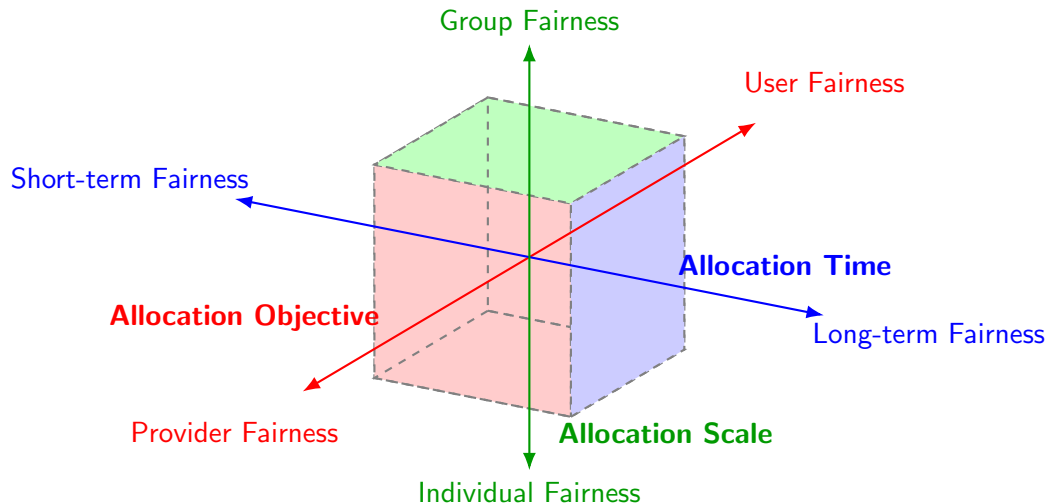 Group Fairness
User Fairness
Short-term Fairness
Allocation Time
Allocation Objective
Long-term Fairness
Provider Fairness
Allocation Scale
Individual Fairness